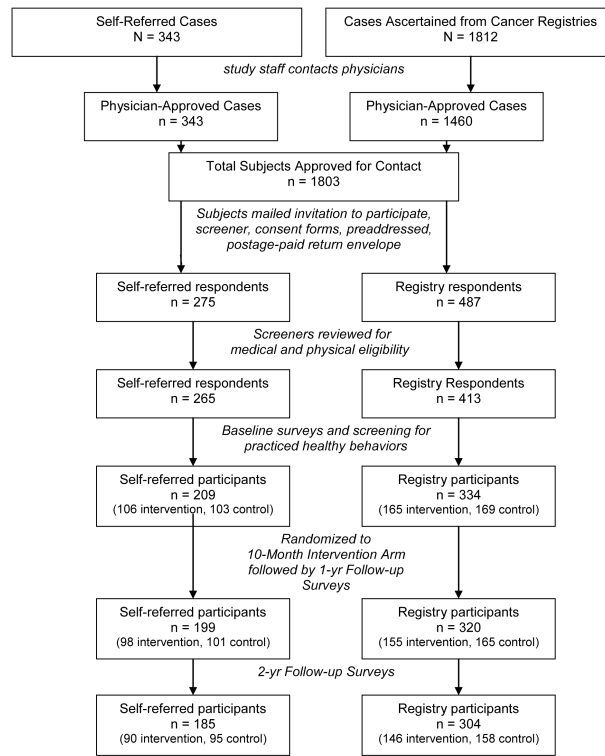 Self-Referred Cases
N = 343
Cases Ascertained from Cancer Registries
N = 1812
study staff contacts physicians
Physician-Approved Cases
n = 343
Physician-Approved Cases
n = 1460
Total Subjects Approved for Contact
n = 1803
Subjects mailed invitation to participate,
screener, consent forms, preaddressed,
postage-paid return envelope
Self-referred respondents
n = 275
Registry respondents
n = 487
Screeners reviewed for
medical and physical eligibility
Self-referred respondents
n = 265
Registry Respondents
n = 413
Baseline surveys and screening for
practiced healthy behaviors
Self-referred participants
n = 209
(106 intervention, 103 control)
Registry participants
n = 334
(165 intervention, 169 control)
Randomized to
10-Month Intervention Arm
followed by 1-yr Follow-up
Surveys
Self-referred participants
n = 199
(98 intervention, 101 control)
Registry participants
n = 320
(155 intervention, 165 control)
2-yr Follow-up Surveys
Self-referred participants
n = 185
(90 intervention, 95 control)
Registry participants
n = 304
(146 intervention, 158 control)